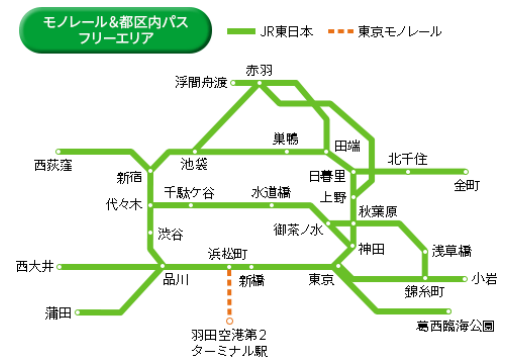 モノレール&都区内パス
フリーエリア
JR東日本
東京モノレール
赤羽
浮間舟渡
巣鴨
田端
北千住
西荻窪
新宿
池袋
日暮里
金町
代々木
千駄ケ谷
水道橋
上野
秋葉原
渋谷
御茶ノ水
浅草橋
浜松町
神田
西大井
品川
新橋
東京
錦糸町
小岩
蒲田
葛西臨海公園
羽田空港第2
ターミナル駅